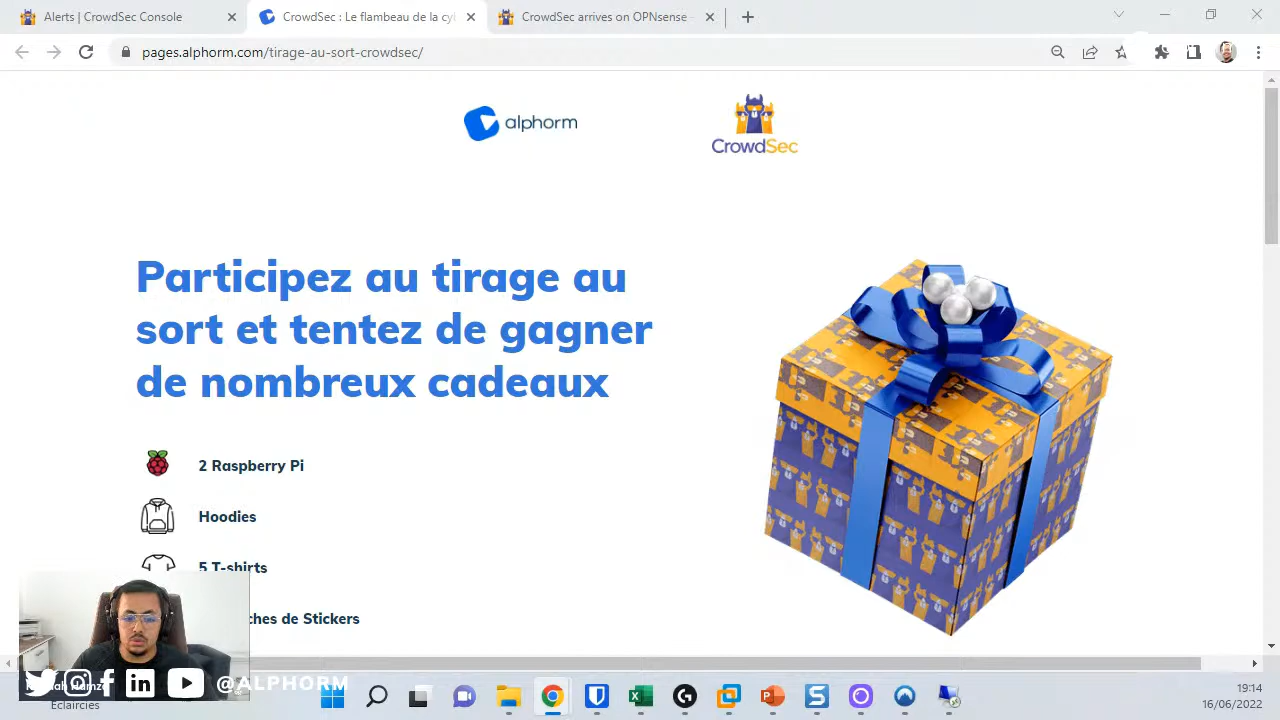 Alerts | CrowdSec Console
CrowdSec : Le flambeau de la cyl
CrowdSec arrives on OPNsense -
pages.alphorm.com/tirage-au-sort-crowdsec/
alphorm
CrowdSec
Participez au tirage au
sort et tentez de gagner
de nombreux cadeaux
2 Raspberry Pi
Hoodies
5 T-shirts
ches de Stickers
@ALPHORM
Eclaircies
19:14
16/06/2022